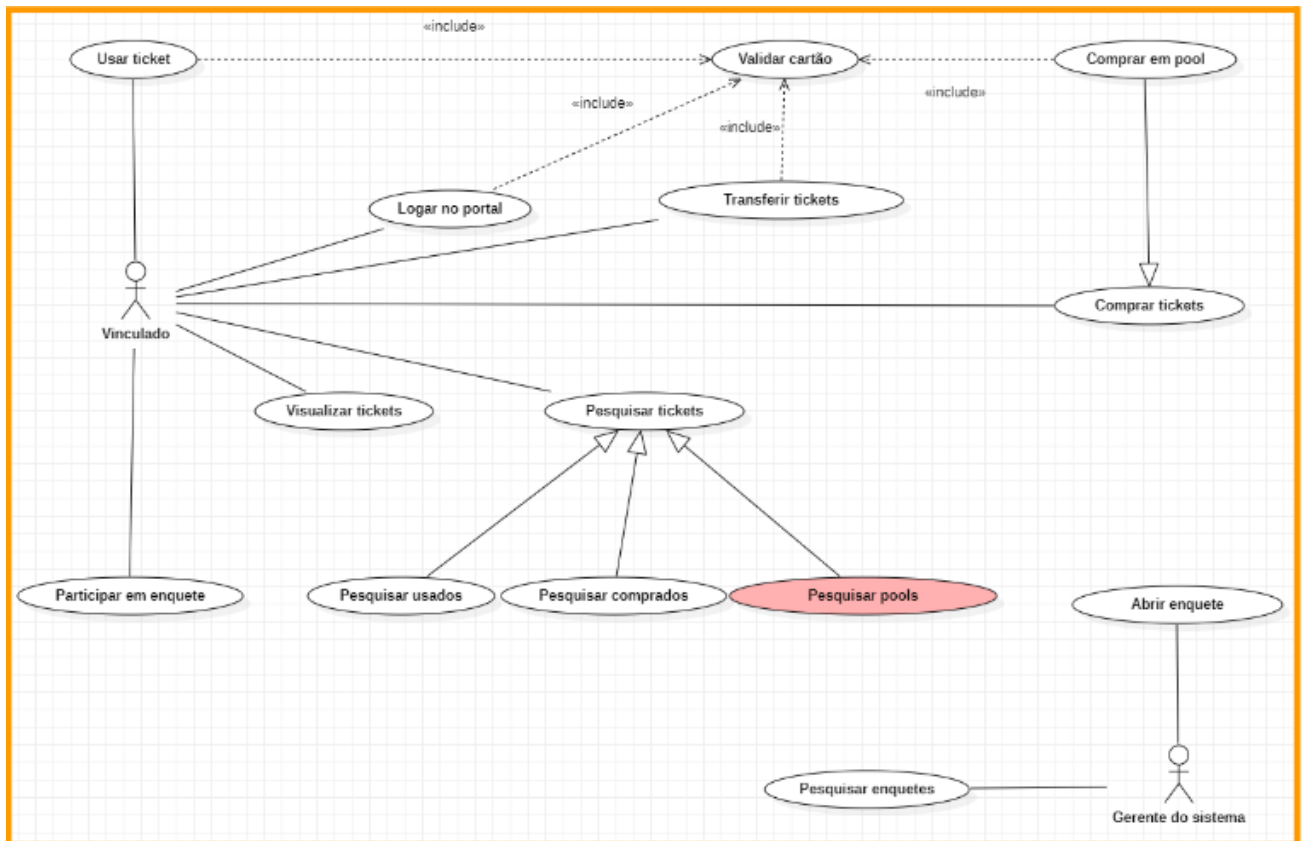 «include»
Usar ticket
Validar cartão
Comprar em pool
«include»
«include»
«include»
Logar no portal
Transferir tickets
Vinculado
Comprar tickets
Visualizar tickets
Pesquisar tickets
Participar em enquete
Pesquisar usados
Pesquisar comprados
Pesquisar pools
Abrir enquete
Pesquisar enquetes
Gerente do sistema